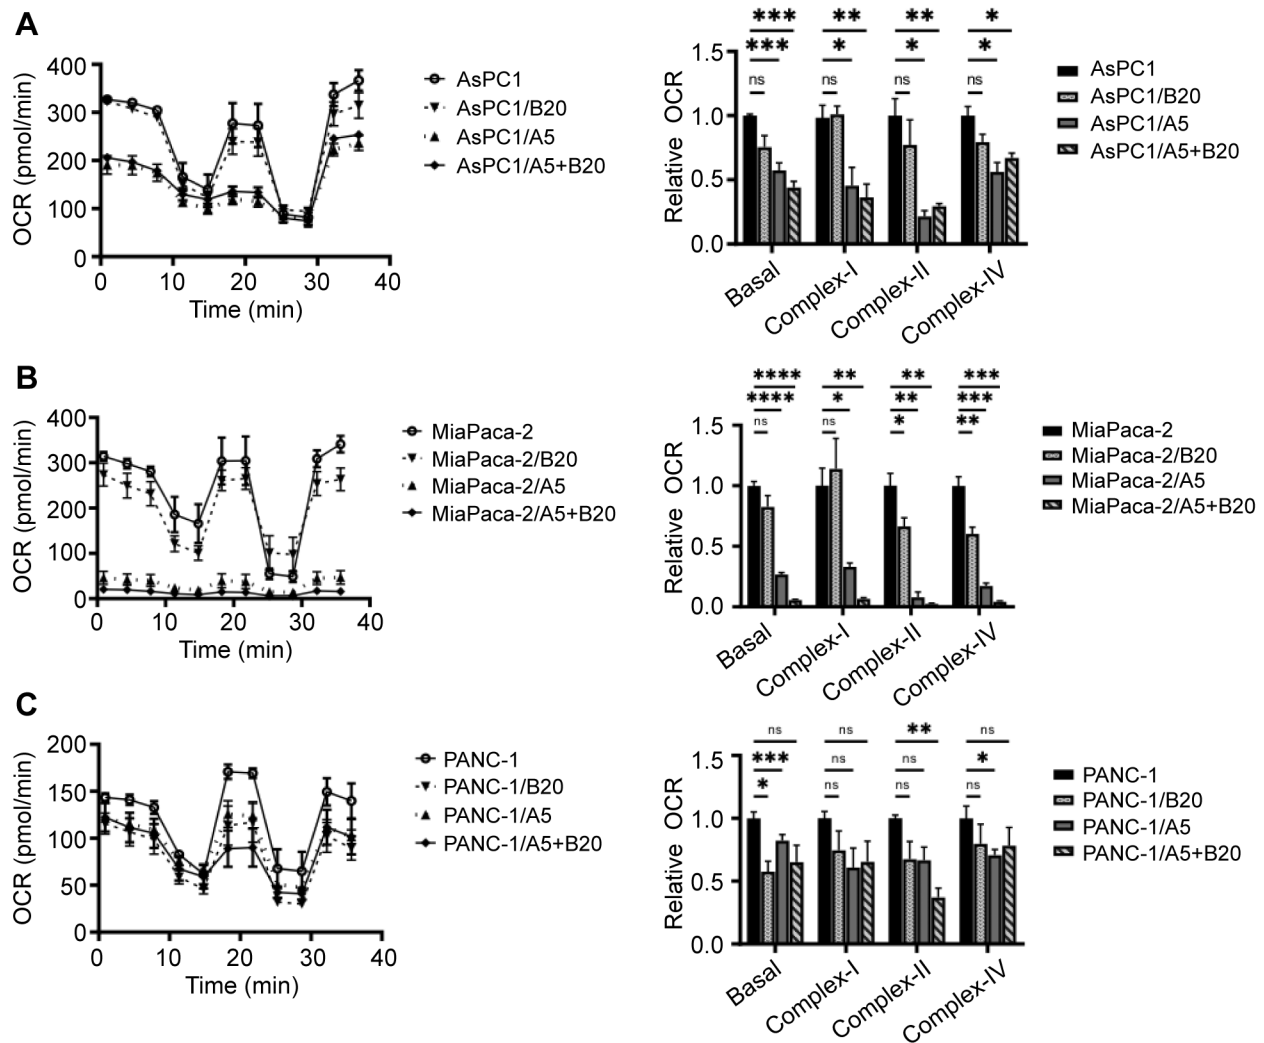 A
OCR (pmol/min)
400
300
200
100
0
0 10 20 30 40
Time (min)
AsPC1
AsPC1/B20
AsPC1/A5
AsPC1/A5+B20
Relative OCR
1.5
1.0
0.5
0.0
*** ** ** *
*** * * *
ns ns ns ns
Basal Complex-I Complex-II Complex-IV
AsPC1
AsPC1/B20
AsPC1/A5
AsPC1/A5+B20
B
OCR (pmol/min)
400
300
200
100
0
0 10 20 30 40
Time (min)
MiaPaca-2
MiaPaca-2/B20
MiaPaca-2/A5
MiaPaca-2/A5+B20
Relative OCR
1.5
1.0
0.5
0.0
**** ** ** ***
**** * ** ***
ns ns * **
Basal Complex-I Complex-II Complex-IV
MiaPaca-2
MiaPaca-2/B20
MiaPaca-2/A5
MiaPaca-2/A5+B20
C
OCR (pmol/min)
200
150
100
50
0
0 10 20 30 40
Time (min)
PANC-1
PANC-1/B20
PANC-1/A5
PANC-1/A5+B20
Relative OCR
1.5
1.0
0.5
0.0
ns ns ** ns
*** ns ns *
* ns ns ns
Basal Complex-I Complex-II Complex-IV
PANC-1
PANC-1/B20
PANC-1/A5
PANC-1/A5+B20